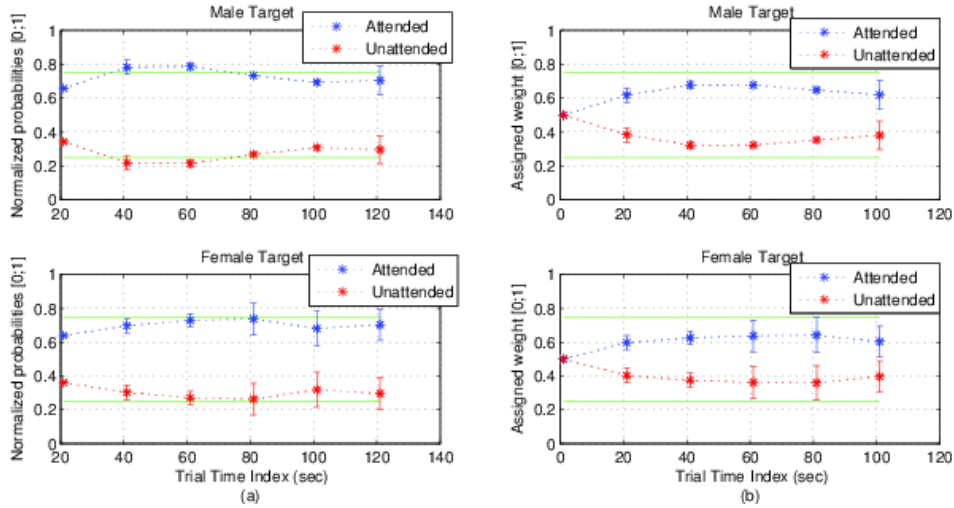 Male Target
Attended
Unattended
Normalized probabilities [0;1]
1
0.8
0.6
0.4
0.2
0
20 40 60 80 100 120 140
Male Target
Attended
Unattended
Assigned weight [0;1]
1
0.8
0.6
0.4
0.2
0
0 20 40 60 80 100 120
Female Target
Attended
Unattended
Normalized probabilities [0;1]
1
0.8
0.6
0.4
0.2
0
20 40 60 80 100 120 140
Trial Time Index (sec)
(a)
Female Target
Attended
Unattended
Assigned weight [0;1]
1
0.8
0.6
0.4
0.2
0
0 20 40 60 80 100 120
Trial Time Index (sec)
(b)